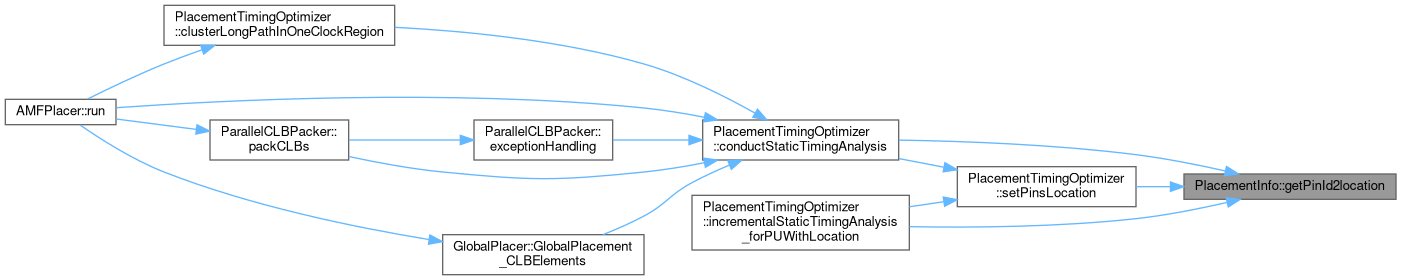 PlacementTimingOptimizer
::clusterLongPathInOneClockRegion
AMFPlacer::run
ParallelCLBPacker::
packCLBs
ParallelCLBPacker::
exceptionHandling
PlacementTimingOptimizer
::conductStaticTimingAnalysis
PlacementTimingOptimizer
::setPinsLocation
PlacementInfo::getPinId2location
PlacementTimingOptimizer
::incrementalStaticTimingAnalysis
_forPUWithLocation
GlobalPlacer::GlobalPlacement
_CLBElements